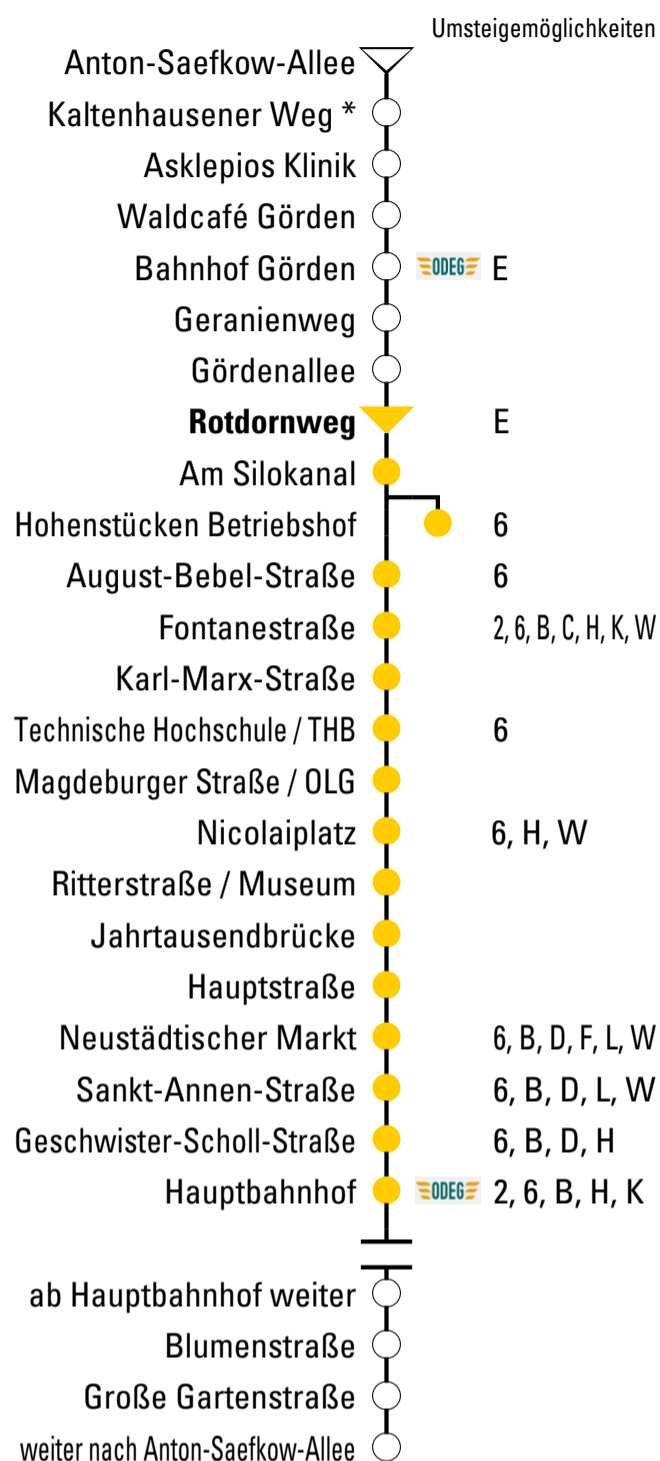 Umsteigemöglichkeiten
Anton-Saefkow-Allee
Kaltenhausener Weg *
Asklepios Klinik
Waldcafé Görden
Bahnhof Görden ODEG E
Geranienweg
Gördenallee
Rotdornweg E
Am Silokanal
Hohenstücken Betriebshof 6
August-Bebel-Straße 6
Fontanestraße 2, 6, B, C, H, K, W
Karl-Marx-Straße
Technische Hochschule / THB 6
Magdeburger Straße / OLG
Nicolaiplatz 6, H, W
Ritterstraße / Museum
Jahrtausendbrücke
Hauptstraße
Neustädtischer Markt 6, B, D, F, L, W
Sankt-Annen-Straße 6, B, D, L, W
Geschwister-Scholl-Straße 6, B, D, H
Hauptbahnhof ODEG 2, 6, B, H, K
ab Hauptbahnhof weiter
Blumenstraße
Große Gartenstraße
weiter nach Anton-Saefkow-Allee